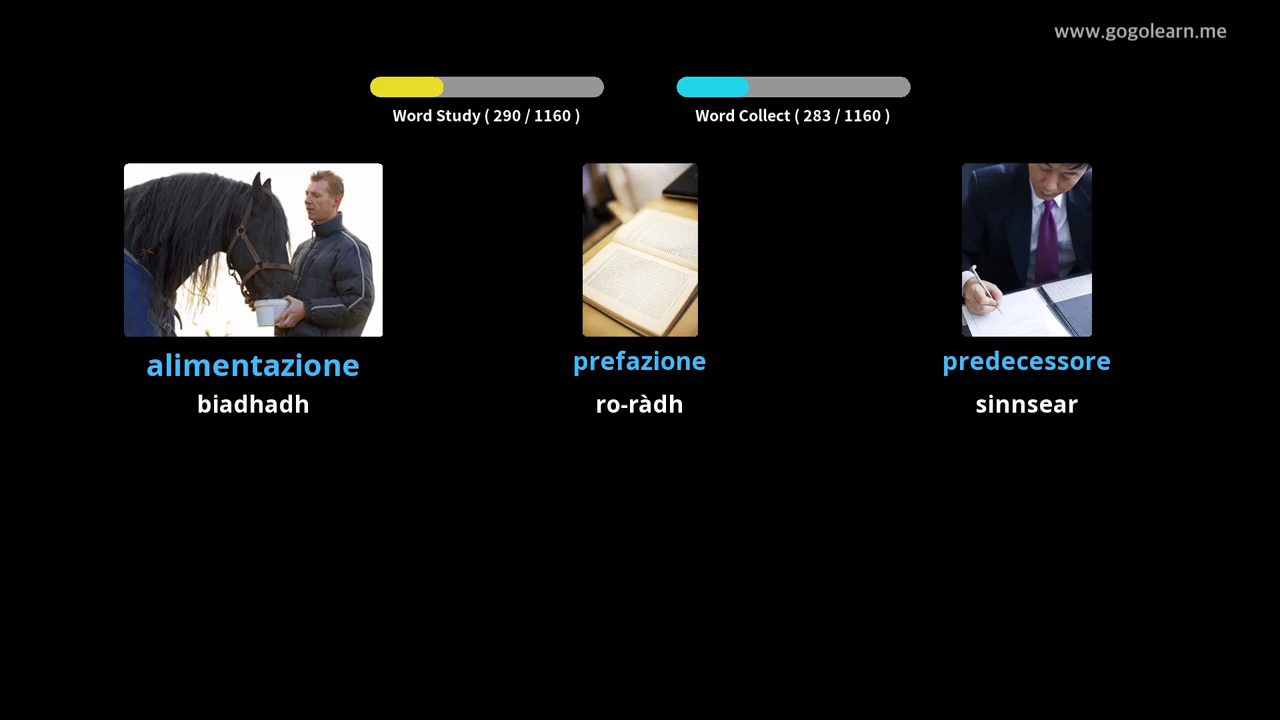 www.gogolearn.me
Word Study ( 290 / 1160 )
Word Collect ( 283 / 1160 )
alimentazione
biadhadh
prefazione
ro-ràdh
predecessore
sinnsear